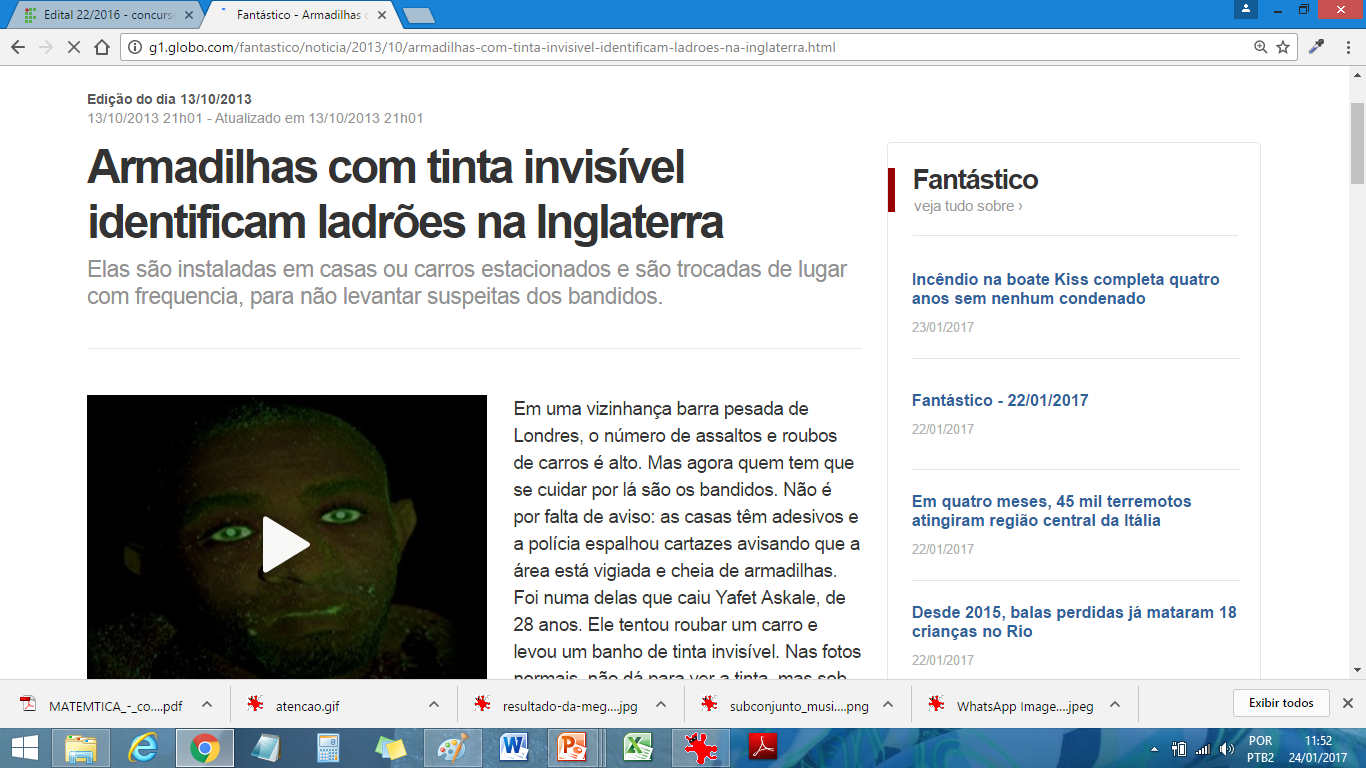 Edital 22/2016 - concurs
Fantástico - Armadilhas c
g1.globo.com/fantastico/noticia/2013/10/armadilhas-com-tinta-invisivel-identificam-ladroes-na-inglaterra.html
Edição do dia 13/10/2013
13/10/2013 21h01 - Atualizado em 13/10/2013 21h01
Armadilhas com tinta invisível
identificam ladrões na Inglaterra
Elas são instaladas em casas ou carros estacionados e são trocadas de lugar
com frequencia, para não levantar suspeitas dos bandidos.
Em uma vizinhança barra pesada de
Londres, o número de assaltos e roubos
de carros é alto. Mas agora quem tem que
se cuidar por lá são os bandidos. Não é
por falta de aviso: as casas têm adesivos e
a polícia espalhou cartazes avisando que a
área está vigiada e cheia de armadilhas.
Foi numa delas que caiu Yafet Askale, de
28 anos. Ele tentou roubar um carro e
levou um banho de tinta invisível. Nas fotos
normais, não dá para ver a tinta, mas sob
Fantástico
veja tudo sobre ›
Incêndio na boate Kiss completa quatro
anos sem nenhum condenado
23/01/2017
Fantástico - 22/01/2017
22/01/2017
Em quatro meses, 45 mil terremotos
atingiram região central da Itália
22/01/2017
Desde 2015, balas perdidas já mataram 18
crianças no Rio
22/01/2017
MATEMTICA_-_co....pdf
atencao.gif
resultado-da-meg....jpg
subconjunto_musi....png
WhatsApp Image....jpeg
Exibir todos
POR
PTB2
11:52
24/01/2017